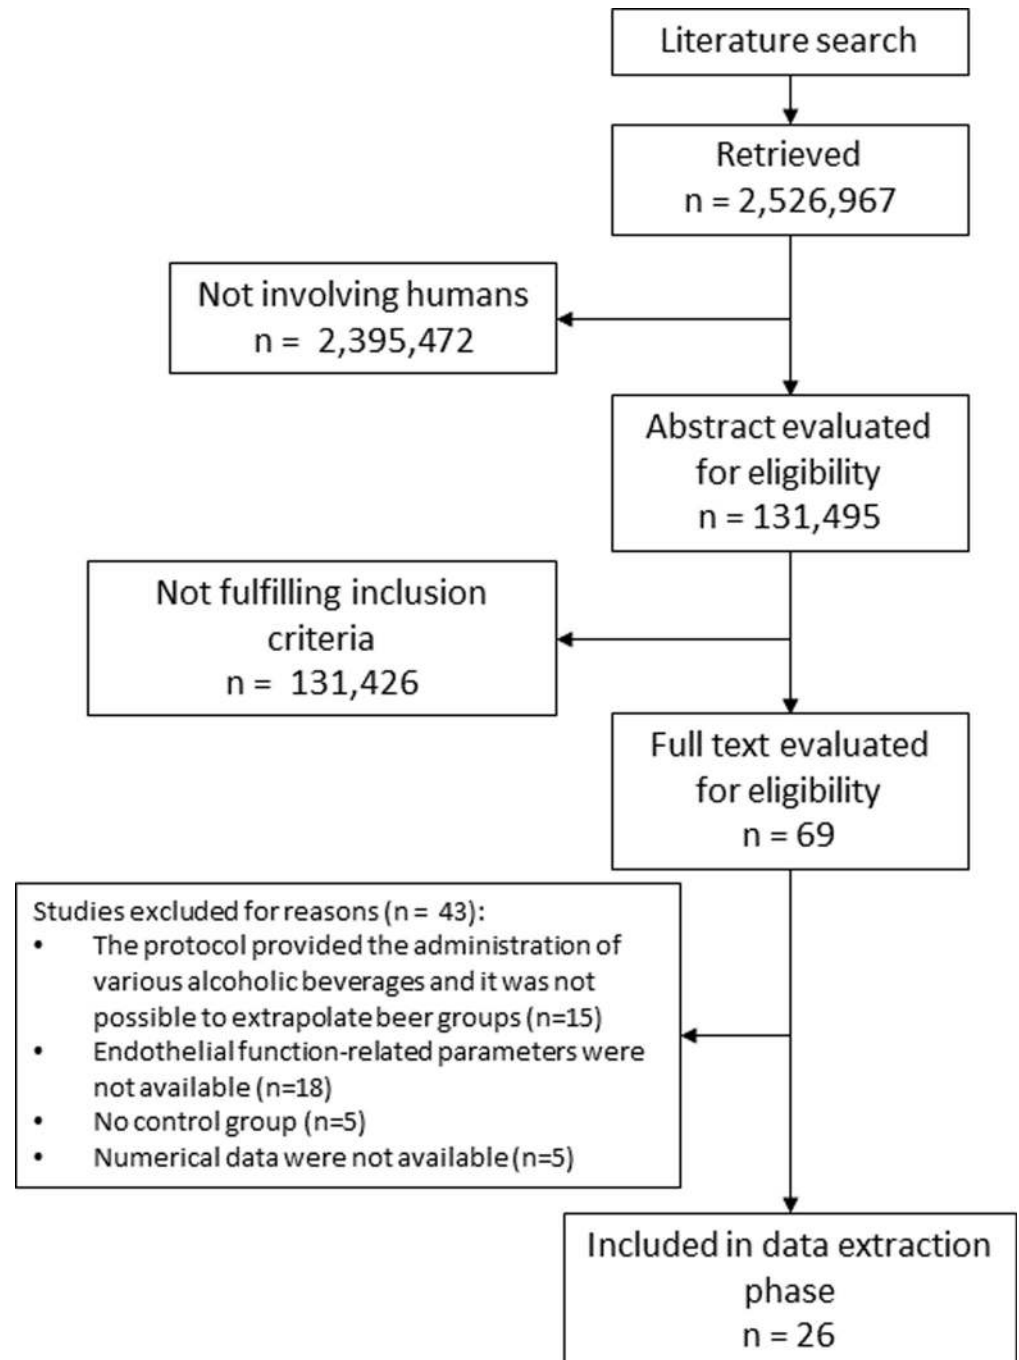 Literature search
Retrieved
n = 2,526,967
Not involving humans
n = 2,395,472
Abstract evaluated
for eligibility
n = 131,495
Not fulfilling inclusion
criteria
n = 131,426
Full text evaluated
for eligibility
n = 69
Studies excluded for reasons (n = 43):
• The protocol provided the administration of
various alcoholic beverages and it was not
possible to extrapolate beer groups (n=15)
• Endothelial function-related parameters were
not available (n=18)
• No control group (n=5)
• Numerical data were not available (n=5)
Included in data extraction
phase
n = 26